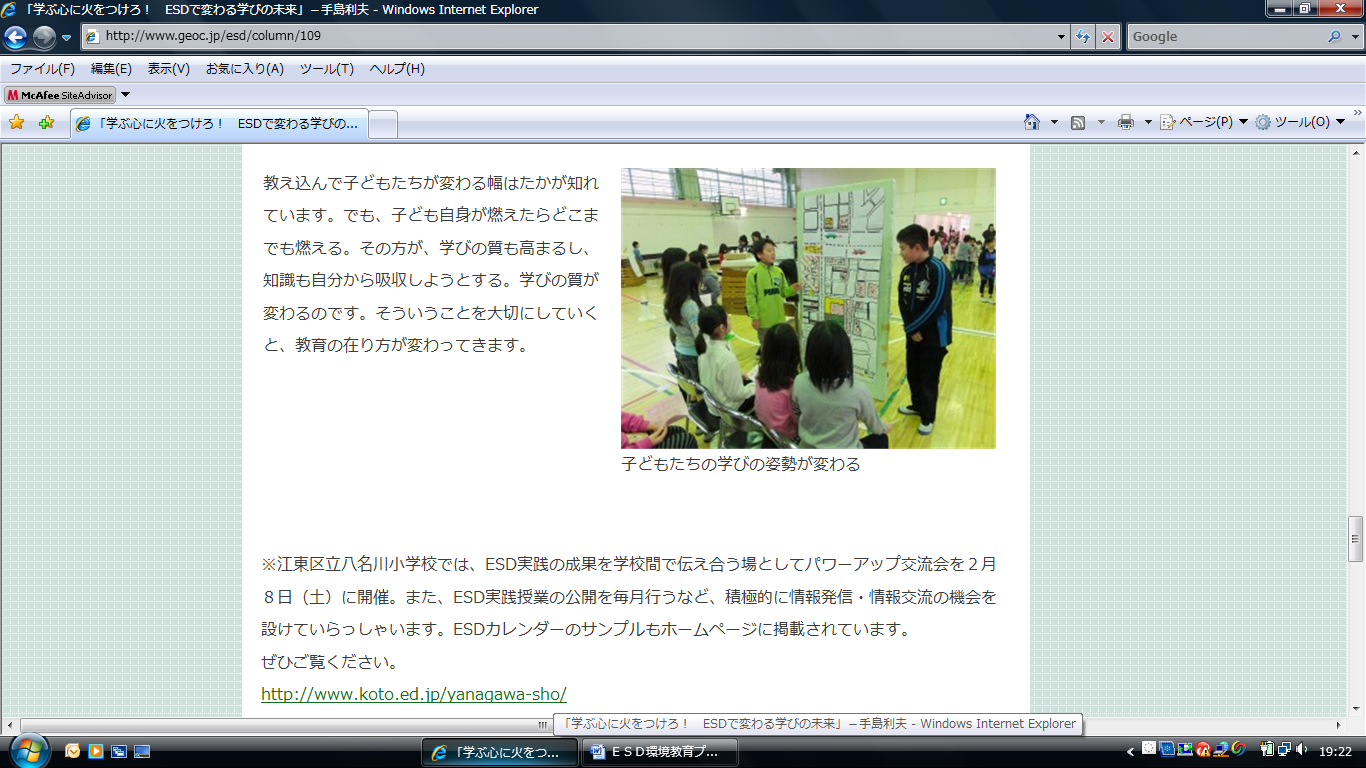 「学ぶ心に火をつけろ！　ESDで変わる学びの未来」－手島利夫 - Windows Internet Explorer
http://www.geoc.jp/esd/column/109
Google
ファイル(F) 編集(E) 表示(V) お気に入り(A) ツール(T) ヘルプ(H)
McAfee SiteAdvisor
「学ぶ心に火をつけろ！　ESDで変わる学びの...
ページ(P) ツール(O)
教え込んで子どもたちが変わる幅はたかが知れ
ています。でも、子ども自身が燃えたらどこま
でも燃える。その方が、学びの質も高まるし、
知識も自分から吸収しようとする。学びの質が
変わるのです。そういうことを大切にしていく
と、教育の在り方が変わってきます。
子どもたちの学びの姿勢が変わる
※江東区立八名川小学校では、ESD実践の成果を学校間で伝え合う場としてパワーアップ交流会を２月
８日（土）に開催。また、ESD実践授業の公開を毎月行うなど、積極的に情報発信・情報交流の機会を
設けていらっしゃいます。ESDカレンダーのサンプルもホームページに掲載されています。
ぜひご覧ください。
http://www.koto.ed.jp/yanagawa-sho/
「学ぶ心に火をつけろ！　ESDで変わる学びの未来」－手島利夫 - Windows Internet Explorer
「学ぶ心に火をつ...
ＥＳＤ環境教育プ...
19:22